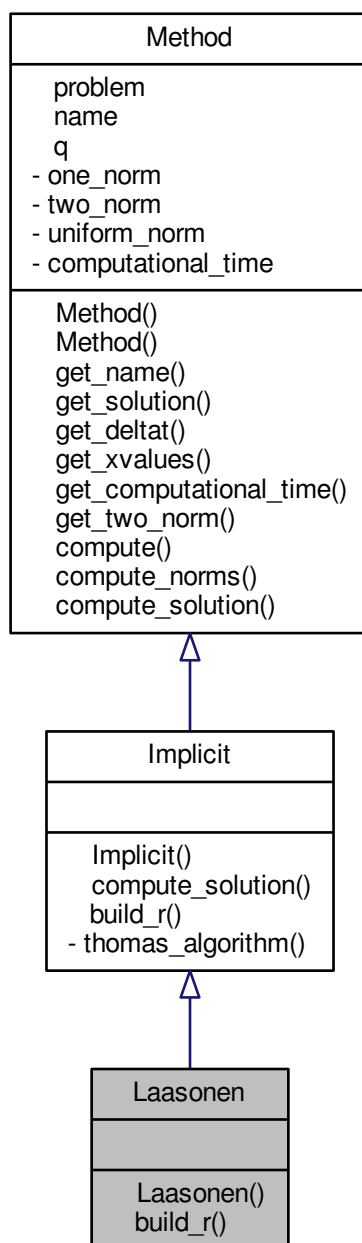 Method
problem
name
q
- one_norm
- two_norm
- uniform_norm
- computational_time
Method()
Method()
get_name()
get_solution()
get_deltat()
get_xvalues()
get_computational_time()
get_two_norm()
compute()
compute_norms()
compute_solution()
Implicit
Implicit()
compute_solution()
build_r()
- thomas_algorithm()
Laasonen
Laasonen()
build_r()